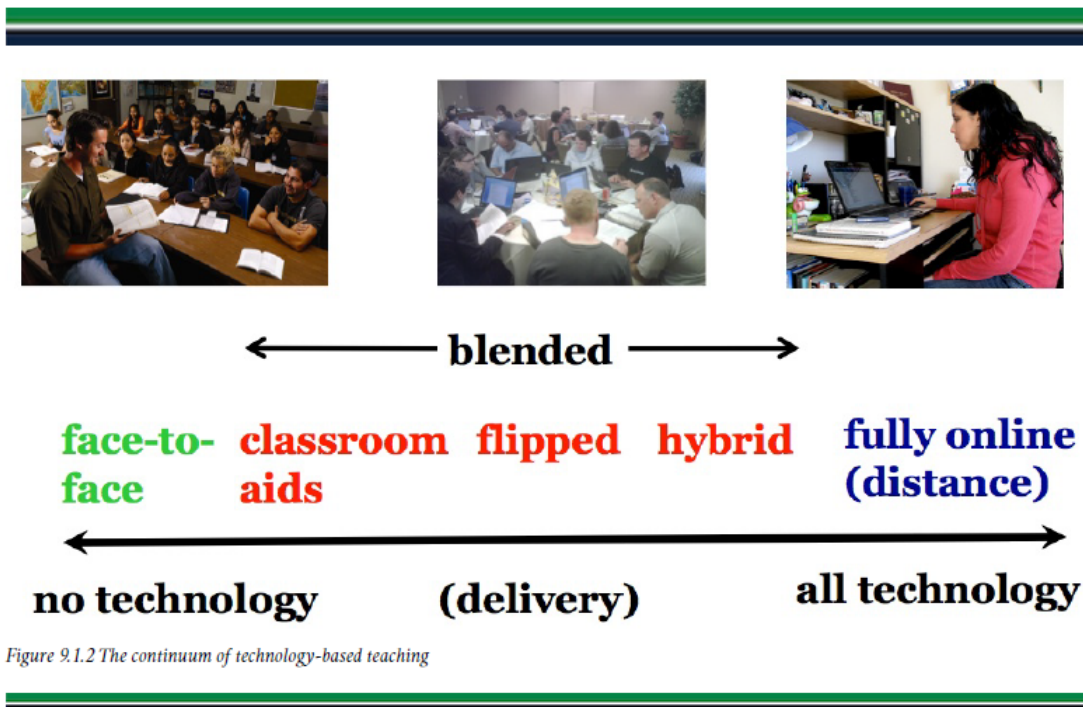 blended
face-to-
face
classroom
aids
flipped
hybrid
fully online
(distance)
no technology
(delivery)
all technology
Figure 9.1.2 The continuum of technology-based teaching